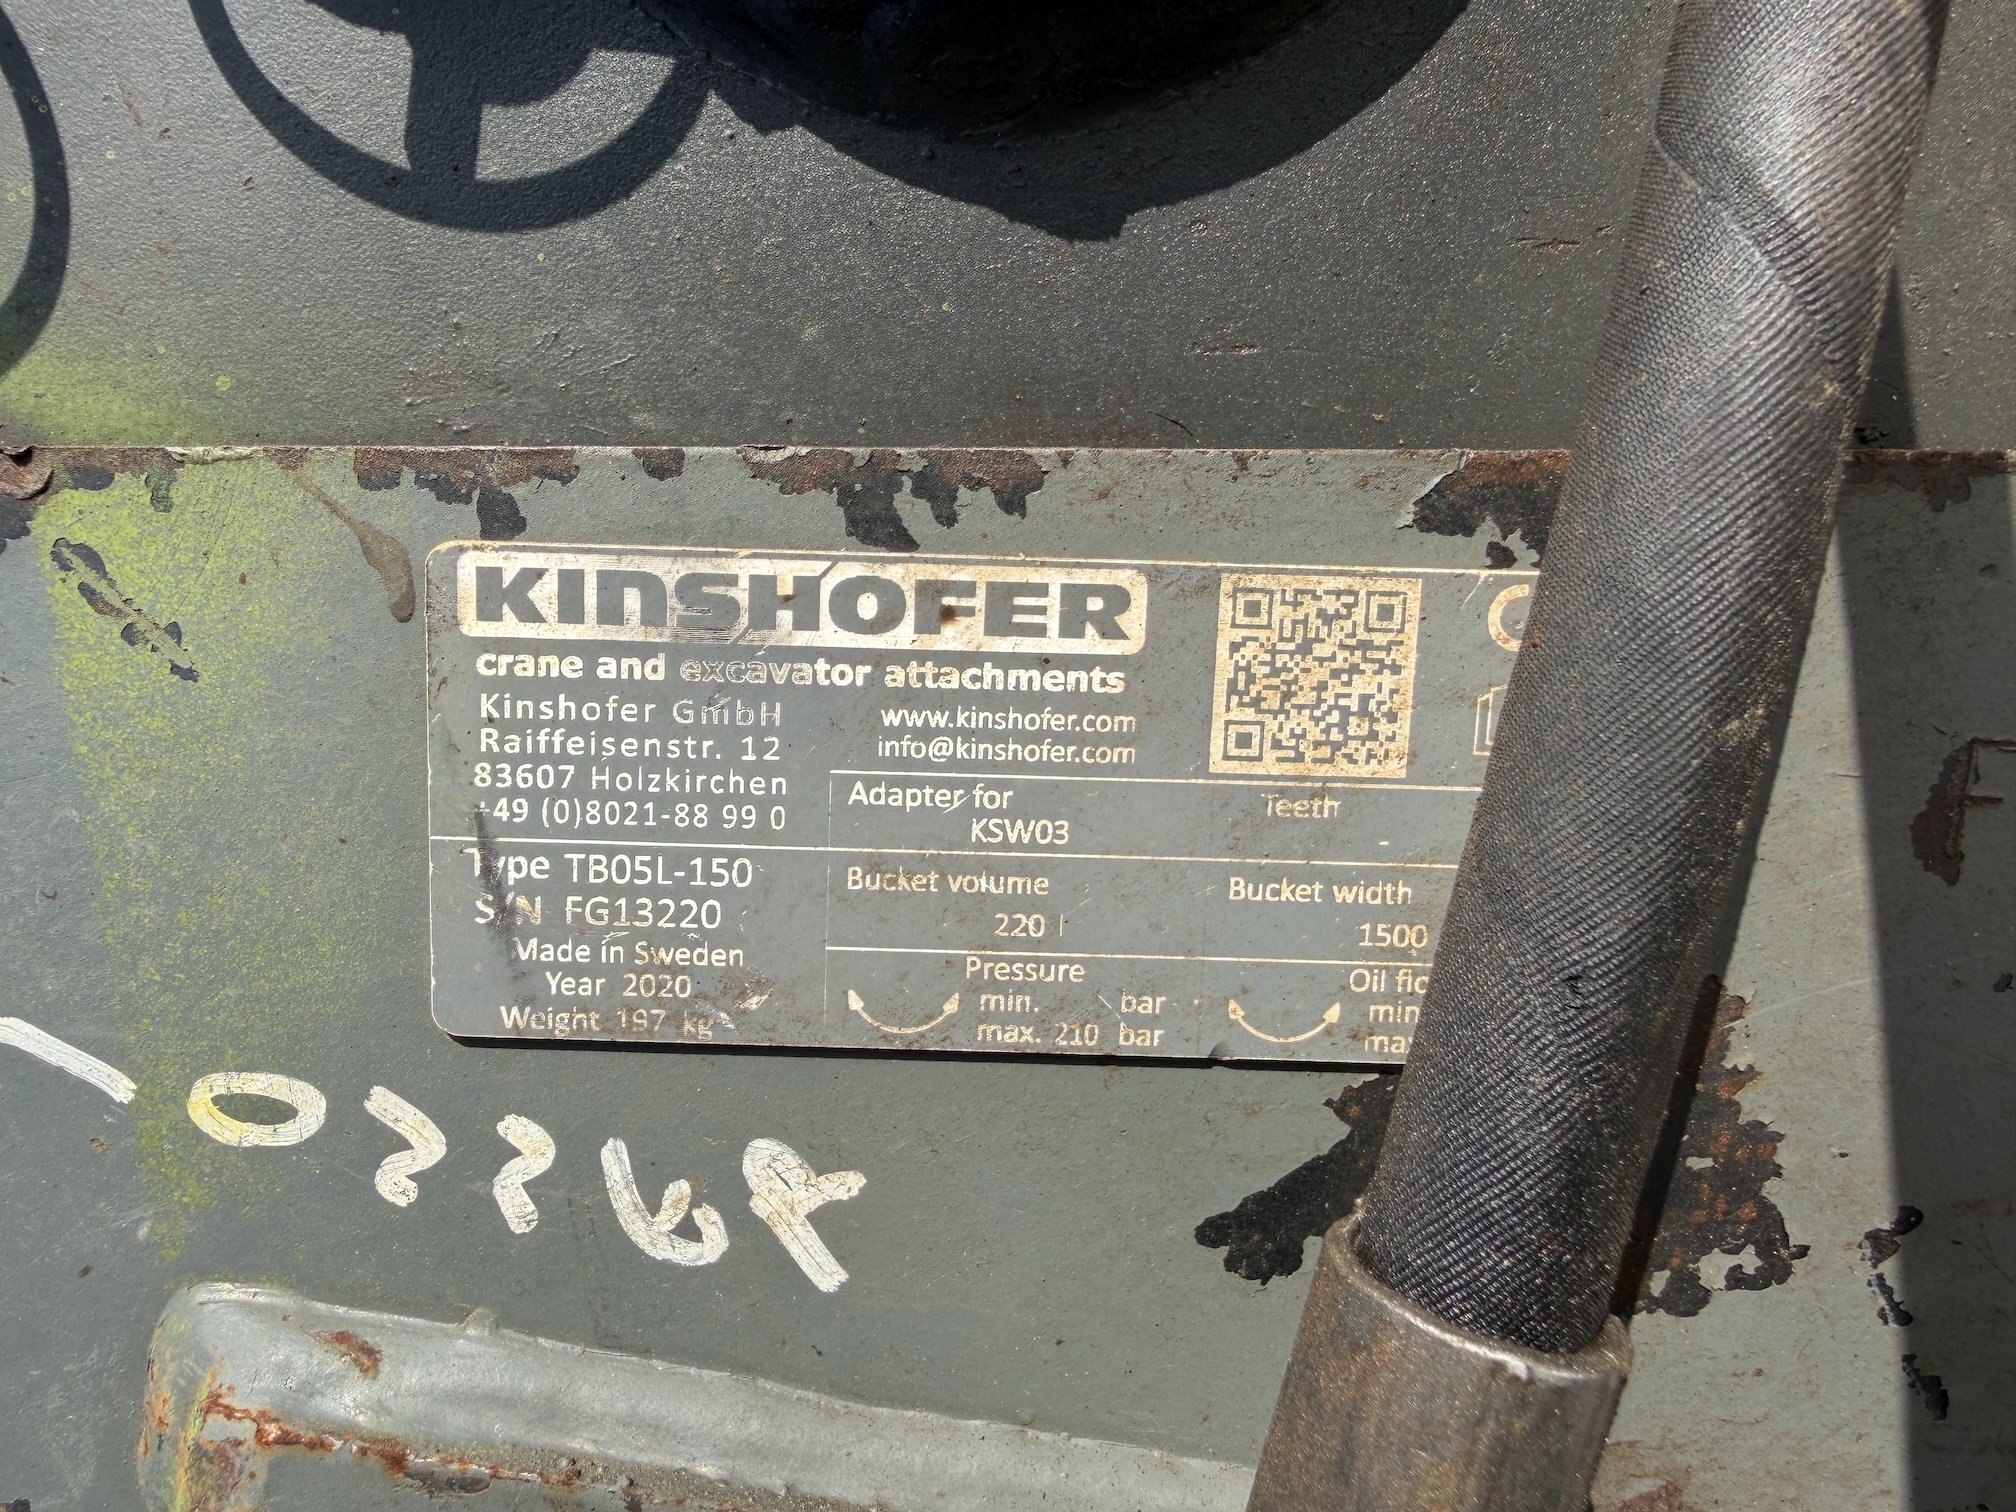 KINSHOFER
crane and excavator attachments
Kinshofer GmbH
Raiffeisenstr. 12
83607 Holzkirchen
+49 (0)8021-88 99 0
www.kinshofer.com
info@kinshofer.com
Adapter for
KSW03
Teeth
-
Type TB05L-150
S/N FG13220
Made in Sweden
Year 2020
Weight 197 kg
Bucket volume
220 l
Bucket width
1500
Pressure
min. bar
max. 210 bar
Oil
min